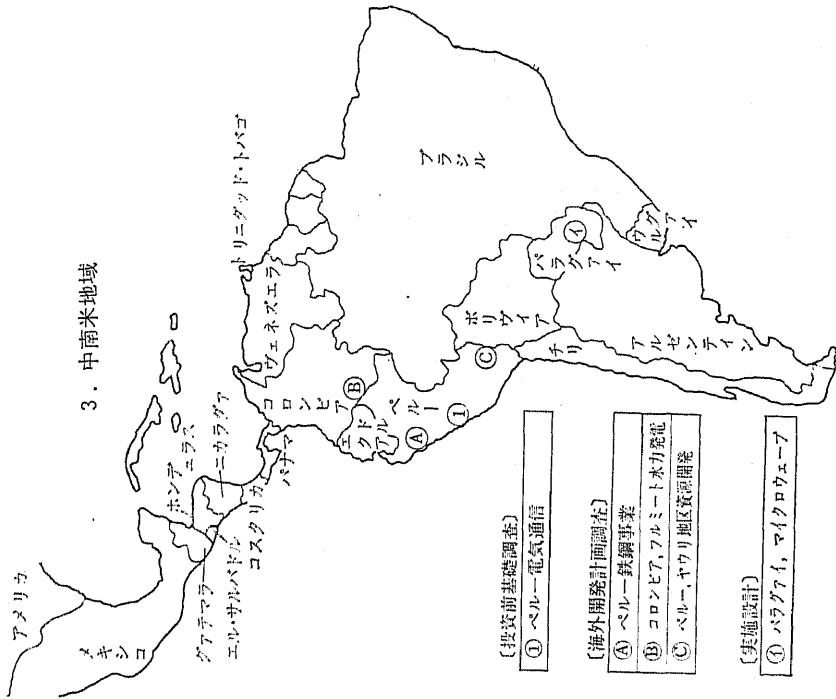 3．中南米地域
アメリカ
メキシコ
グァテマラ
エル・サルバドル
ホンデュラス
ニカラグァ
コスタリカ
パナマ
トリニダッド・トバゴ
ヴェネズエラ
コロンビア
Ⓑ
エクアドル
ペルー
Ⓐ
①
Ⓒ
ブラジル
ボリヴィア
パラグァイ
㋑
ウルグァイ
チリ
アルゼンティン
〔投資前基礎調査〕
① ペルー電気通信
〔海外開発計画調査〕
Ⓐ ペルー鉄鋼事業
Ⓑ コロンビア，フルミート水力発電
Ⓒ ペルー，ヤウリ地区資源開発
〔実施設計〕
㋑ パラグァイ，マイクロウェーブ